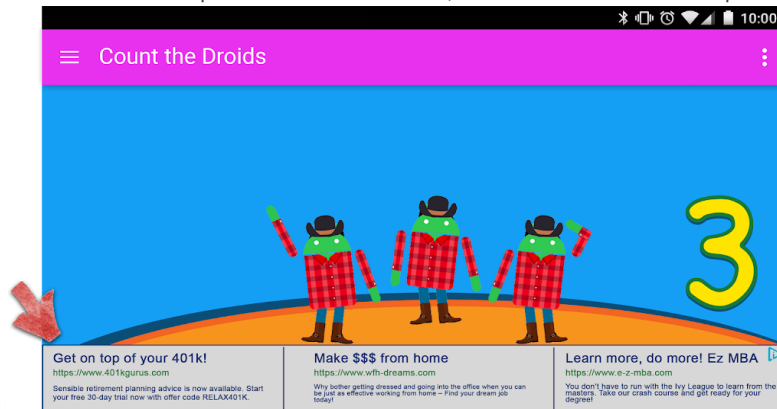 10:00
Count the Droids
3
Get on top of your 401k!
https://www.401kgurus.com
Sensible retirement planning advice is now available. Start
your free 30-day trial now with offer code RELAX401K.
Make $$$ from home
https://www.wfh-dreams.com
Why bother getting dressed and going into the office when you can
be just as effective working from home – Find your dream job
today!
Learn more, do more! Ez MBA
https://www.e-z-mba.com
You don't have to run with the Ivy League to learn from the
masters. Take our crash course and get ready for your
degree!